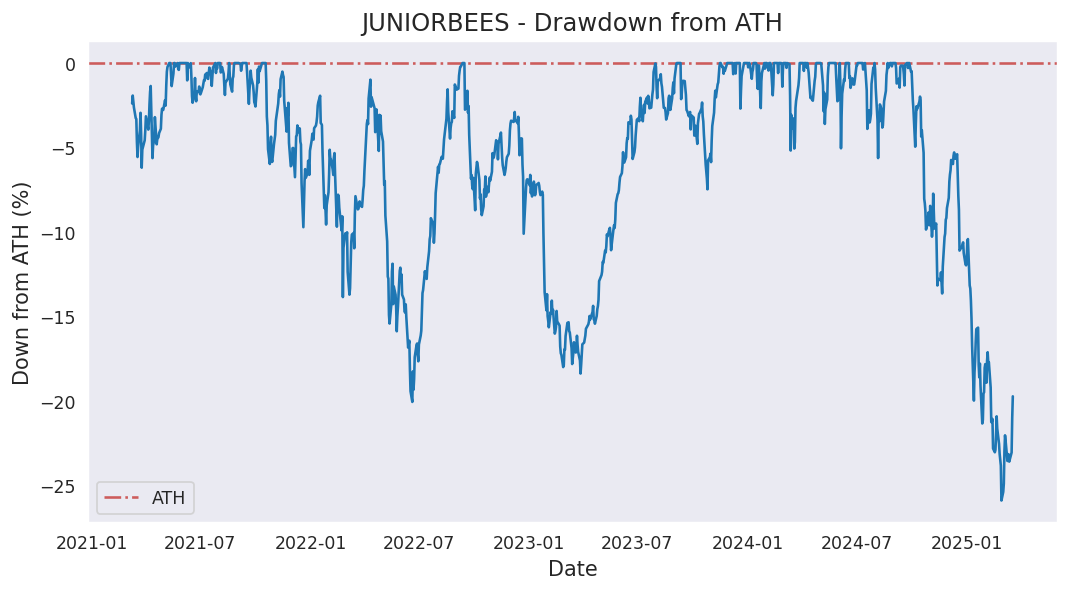 JUNIORBEES - Drawdown from ATH
Down from ATH (%)
0
−5
−10
−15
−20
−25
ATH
2021-01 2021-07 2022-01 2022-07 2023-01 2023-07 2024-01 2024-07 2025-01
Date